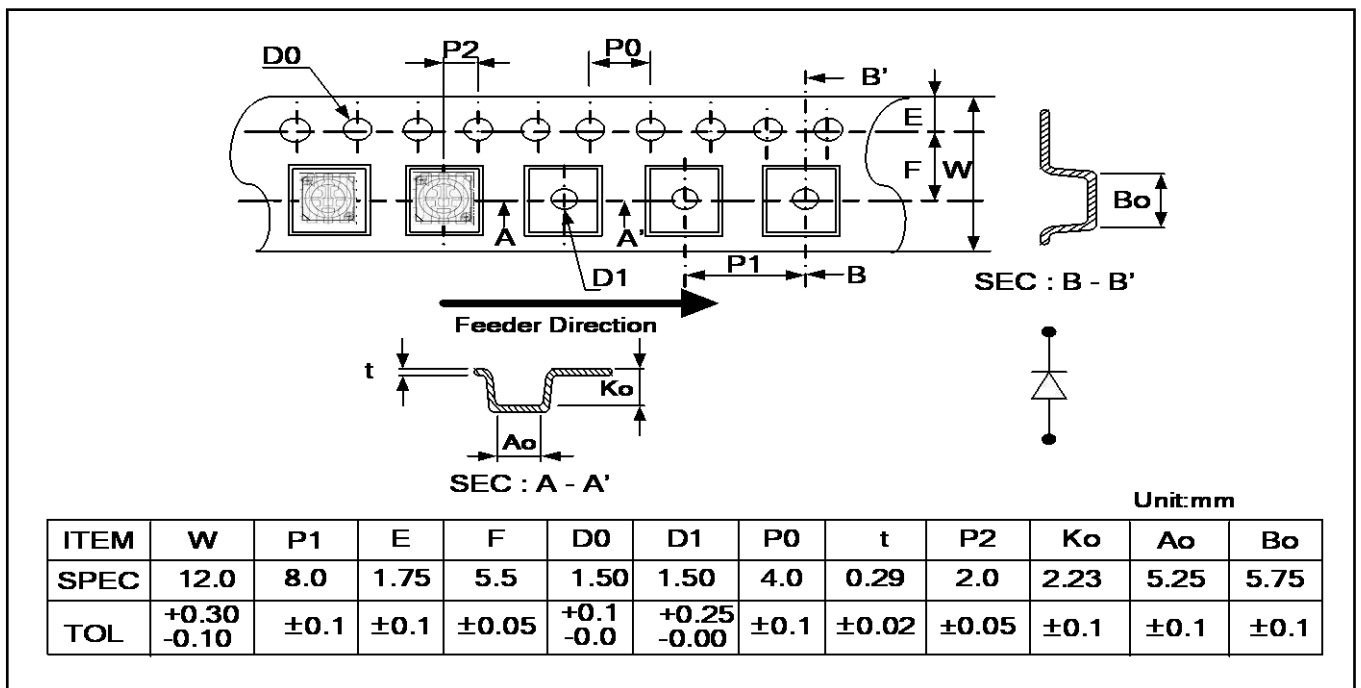 D0
P2
P0
B'
E
F
W
Bo
A
A'
D1
P1
B
SEC : B - B'
Feeder Direction
t
Ko
Ao
SEC : A - A'
Unit:mm
ITEM W P1 E F D0 D1 P0 t P2 Ko Ao Bo
SPEC 12.0 8.0 1.75 5.5 1.50 1.50 4.0 0.29 2.0 2.23 5.25 5.75
TOL +0.30 -0.10 ±0.1 ±0.1 ±0.05 +0.1 -0.0 +0.25 -0.00 ±0.1 ±0.02 ±0.05 ±0.1 ±0.1 ±0.1